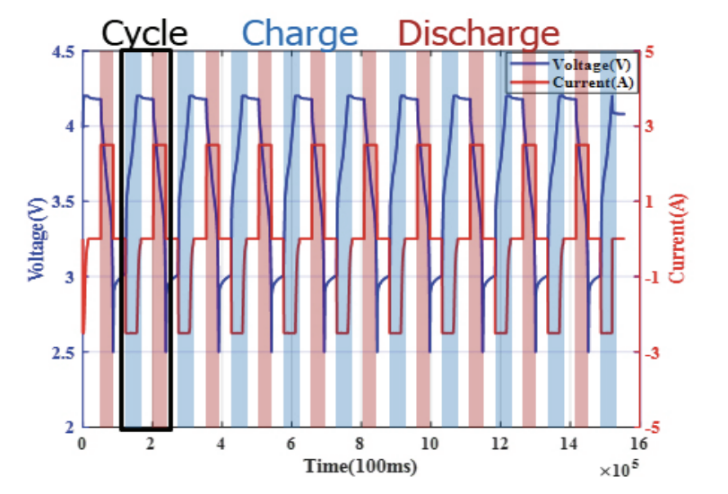 Cycle Charge Discharge
Voltage(V)
Current(A)
4.5
4
3.5
3
2.5
2
Voltage(V)
5
3
1
-1
-3
-5
Current(A)
0 2 4 6 8 10 12 14 16
Time(100ms)
×10⁵